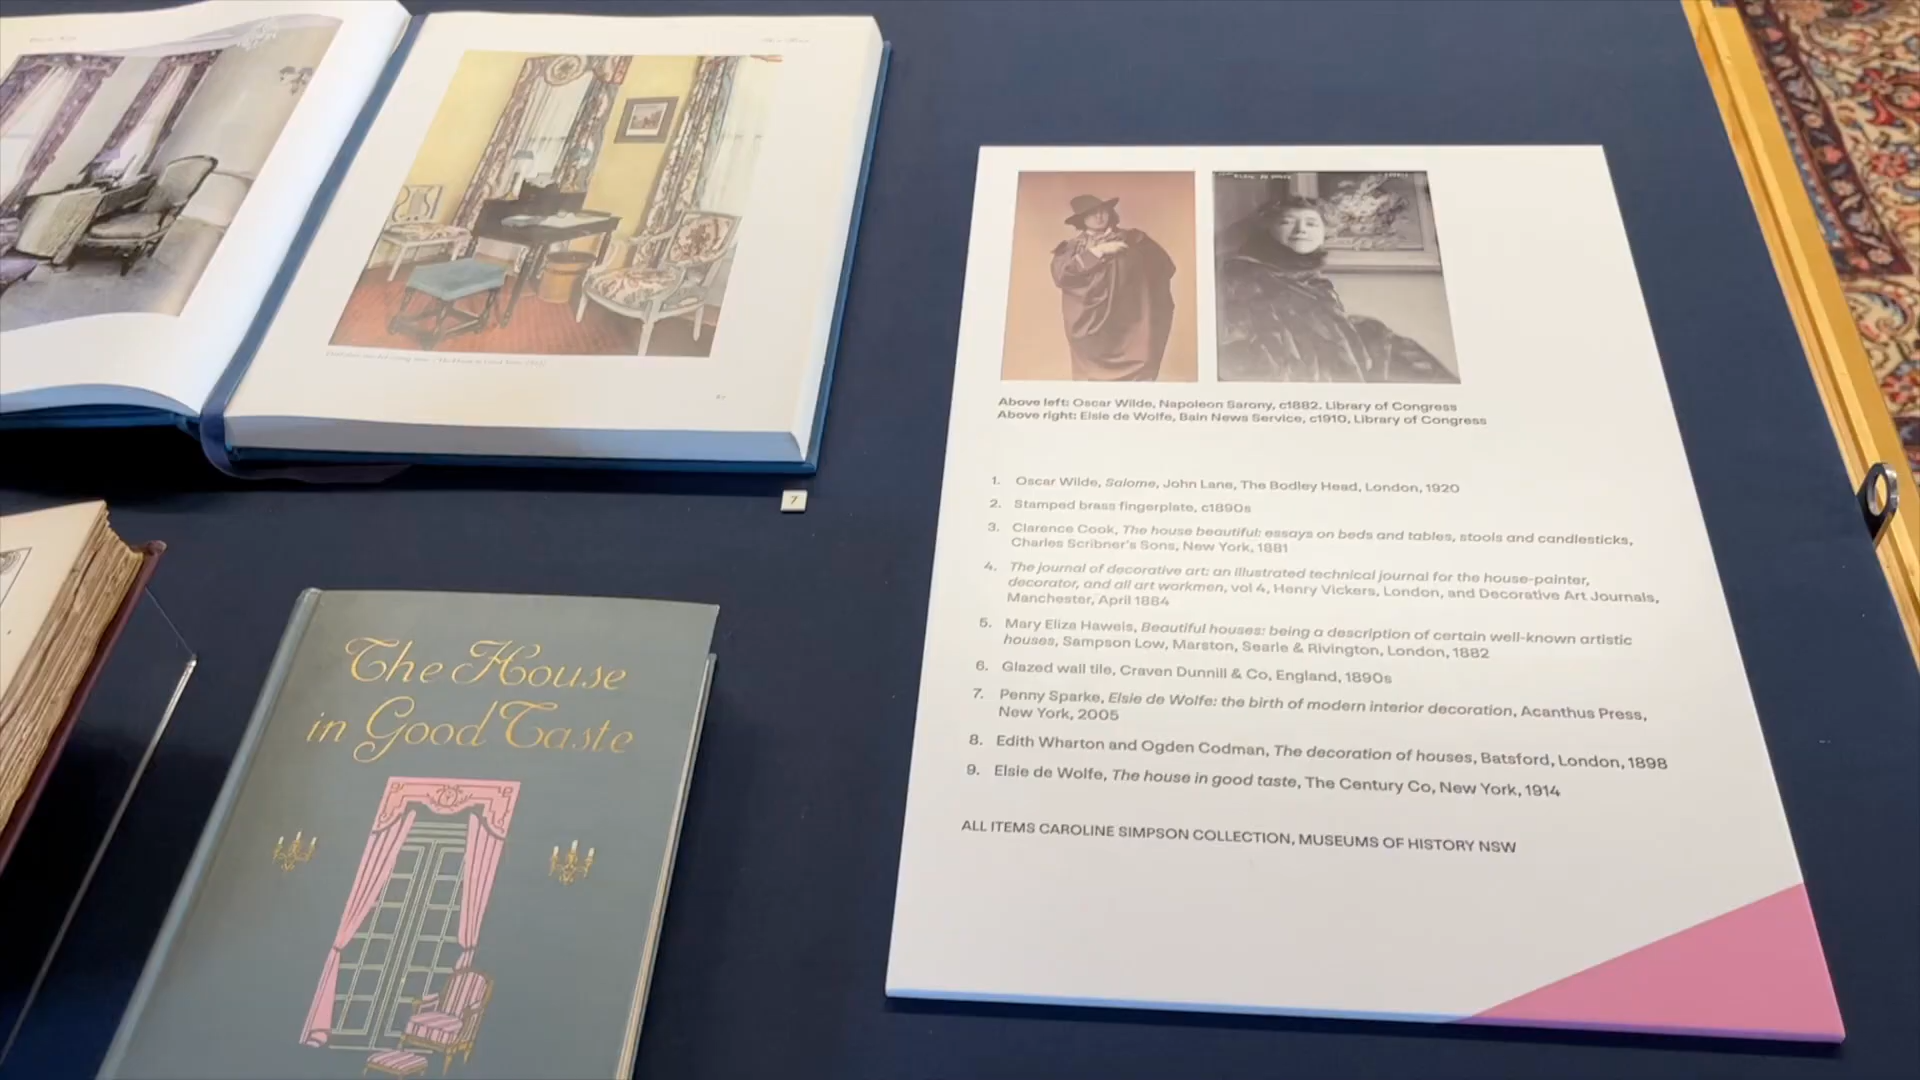 The House
in Good Taste
7
Above left: Oscar Wilde, Napoleon Sarony, c1882. Library of Congress
Above right: Elsie de Wolfe, Bain News Service, c1910, Library of Congress
1. Oscar Wilde, Salome, John Lane, The Bodley Head, London, 1920
2. Stamped brass fingerplate, c1890s
3. Clarence Cook, The house beautiful: essays on beds and tables, stools and candlesticks,
Charles Scribner's Sons, New York, 1881
4. The journal of decorative art: an illustrated technical journal for the house-painter,
decorator, and all art workmen, vol 4, Henry Vickers, London, and Decorative Art Journals,
Manchester, April 1884
5. Mary Eliza Haweis, Beautiful houses: being a description of certain well-known artistic
houses, Sampson Low, Marston, Searle & Rivington, London, 1882
6. Glazed wall tile, Craven Dunnill & Co, England, 1890s
7. Penny Sparke, Elsie de Wolfe: the birth of modern interior decoration, Acanthus Press,
New York, 2005
8. Edith Wharton and Ogden Codman, The decoration of houses, Batsford, London, 1898
9. Elsie de Wolfe, The house in good taste, The Century Co, New York, 1914
ALL ITEMS CAROLINE SIMPSON COLLECTION, MUSEUMS OF HISTORY NSW